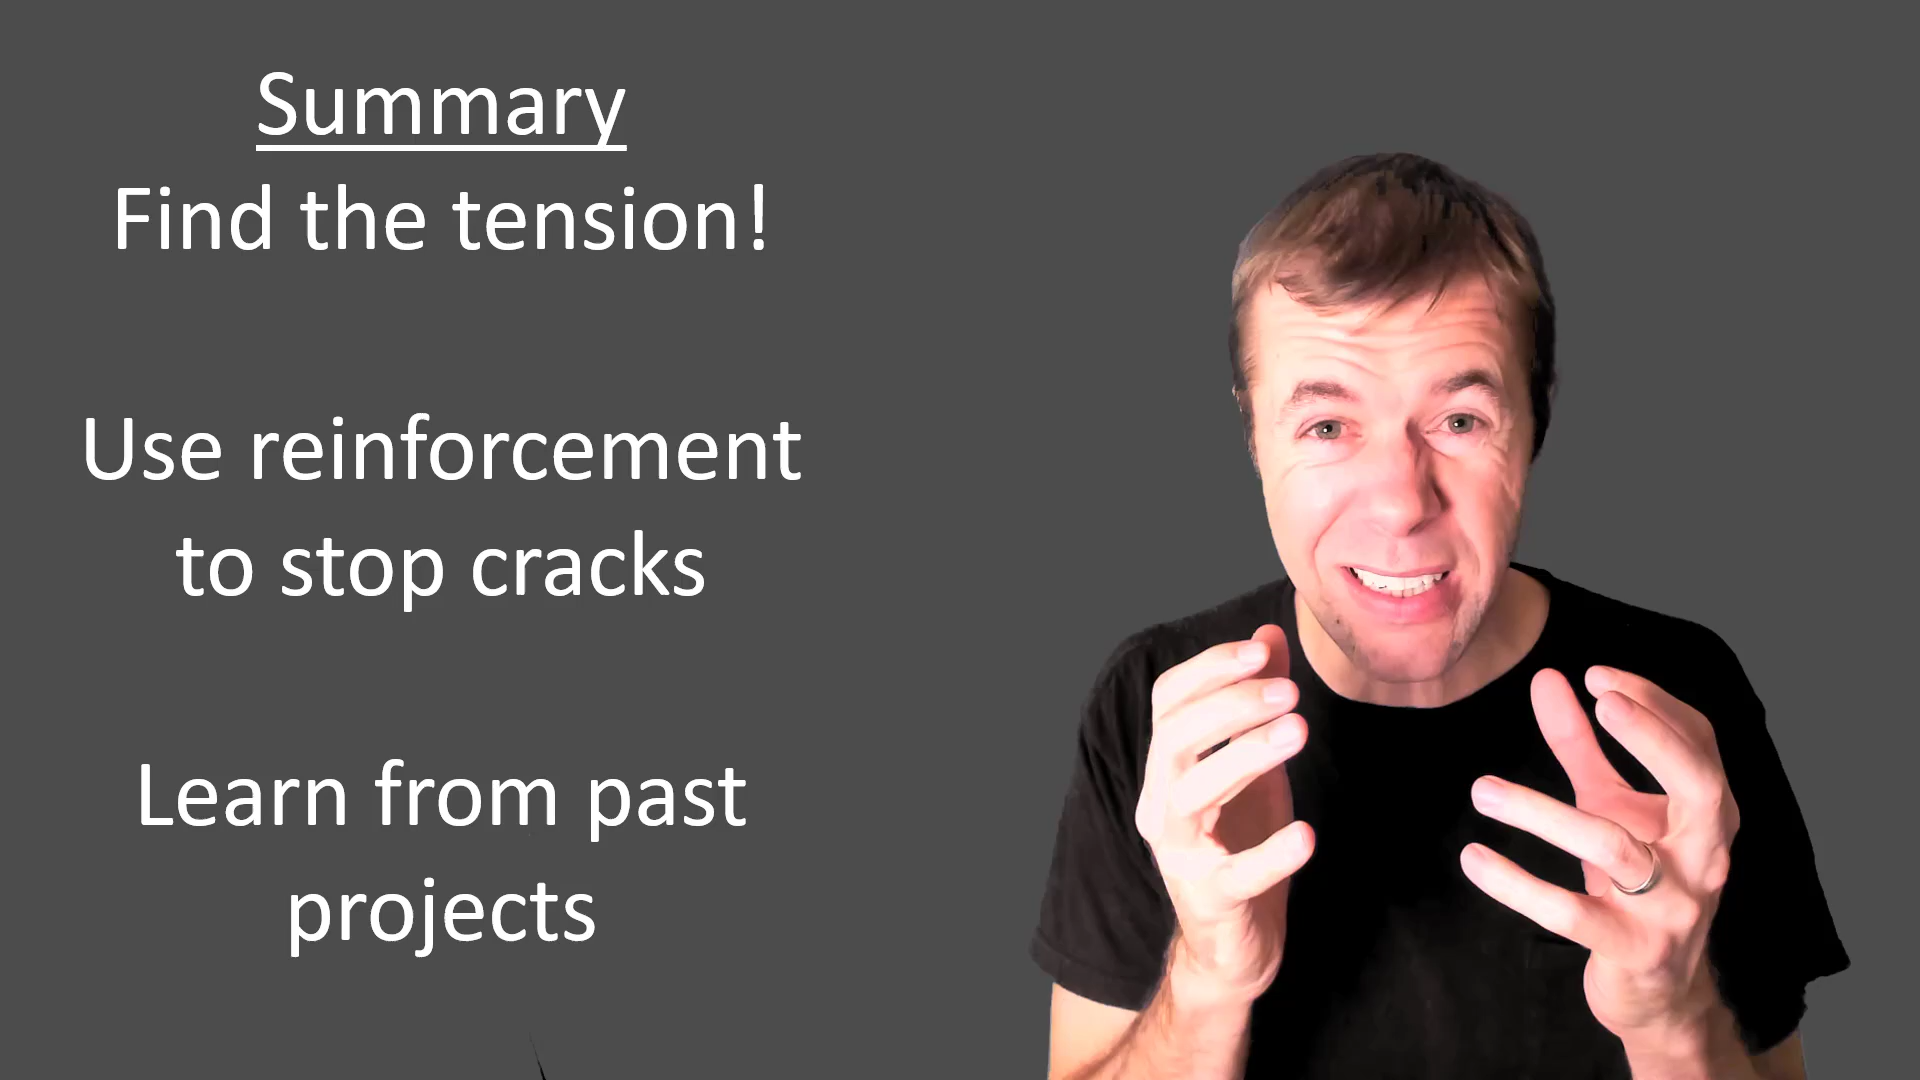 Summary
Find the tension!
Use reinforcement
to stop cracks
Learn from past
projects